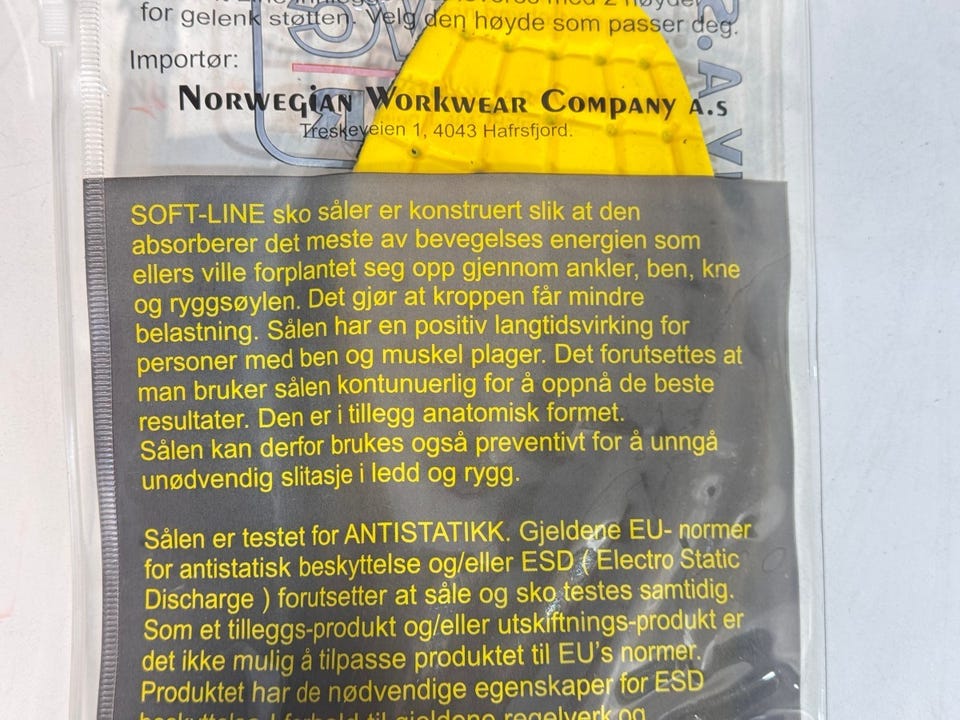 for gelenk støtten. Velg den høyde som passer deg.
Importør:
NORWEGIAN WORKWEAR COMPANY A.S
Treskeveien 1, 4043 Hafrsfjord.
SOFT-LINE sko såler er konstruert slik at den
absorberer det meste av bevegelses energien som
ellers ville forplantet seg opp gjennom ankler, ben, kne
og ryggsøylen. Det gjør at kroppen får mindre
belastning. Sålen har en positiv langtidsvirking for
personer med ben og muskel plager. Det forutsettes at
man bruker sålen kontunuerlig for å oppnå de beste
resultater. Den er i tillegg anatomisk formet.
Sålen kan derfor brukes også preventivt for å unngå
unødvendig slitasje i ledd og rygg.
Sålen er testet for ANTISTATIKK. Gjeldene EU- normer
for antistatisk beskyttelse og/eller ESD ( Electro Static
Discharge ) forutsetter at såle og sko testes samtidig.
Som et tilleggs-produkt og/eller utskiftnings-produkt er
det ikke mulig å tilpasse produktet til EU's normer.
Produktet har de nødvendige egenskaper for ESD
beskyttelse I forhold til gjeldene regelverk og